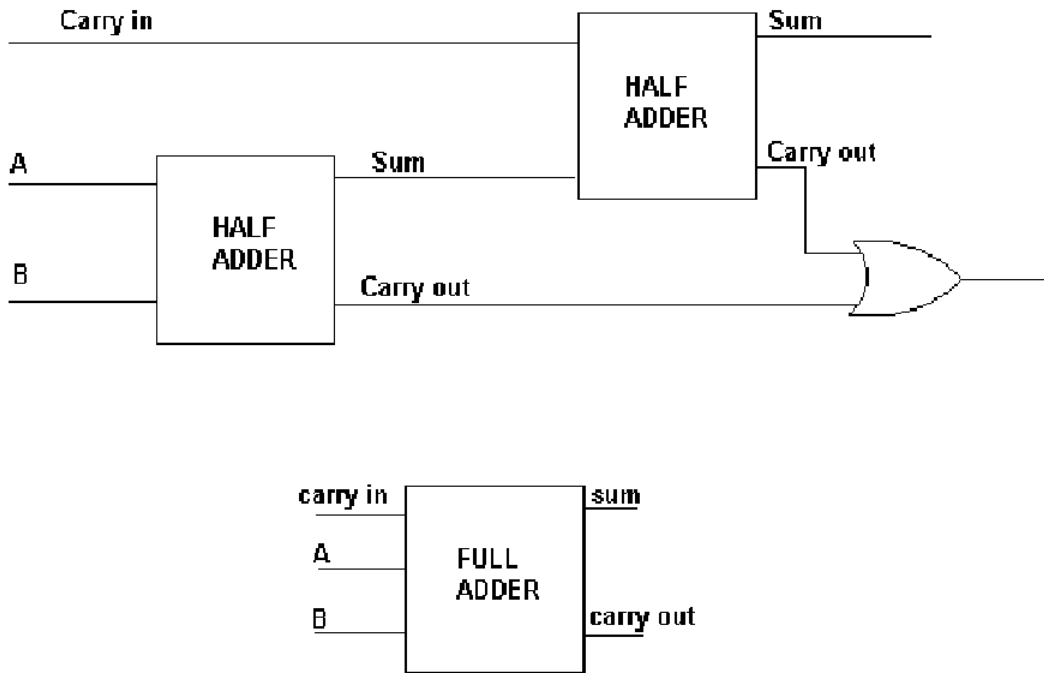 Carry in
Sum
HALF
ADDER
Carry out
A
Sum
HALF
ADDER
B
Carry out
carry in
sum
A
FULL
ADDER
B
carry out